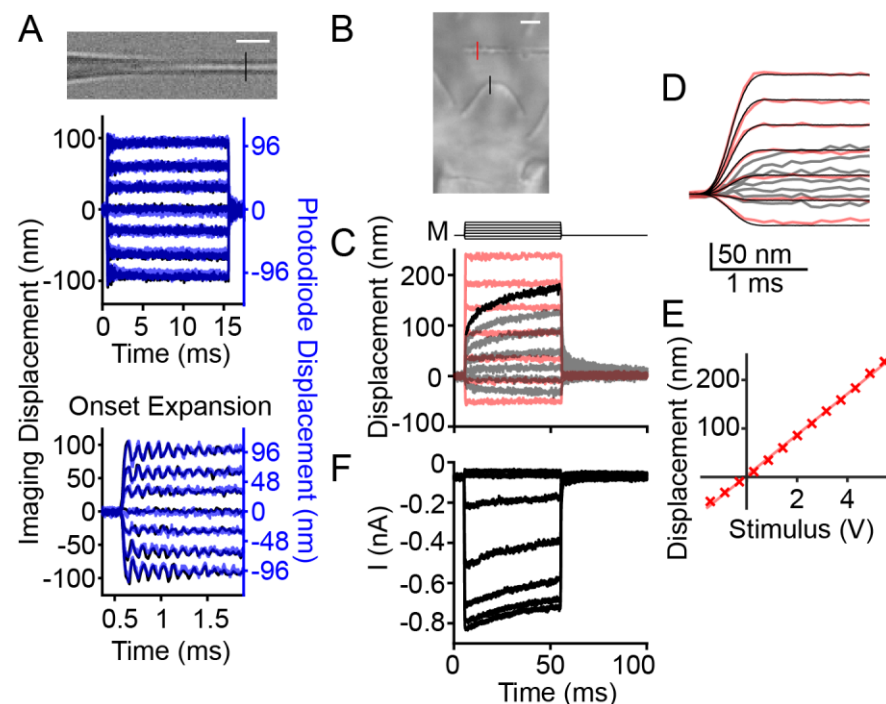 A
B
D
100
0
-100
96
0
-96
0 5 10 15
Time (ms)
Imaging Displacement (nm)
Photodiode Displacement (nm)
Onset Expansion
100
50
0
-50
-100
96
48
0
-48
-96
0.5 1 1.5
Time (ms)
M
C
200
100
0
-100
Displacement (nm)
50 nm
1 ms
E
200
100
Displacement (nm)
0
2 4
Stimulus (V)
F
0
-0.2
-0.4
-0.6
-0.8
I (nA)
0 50 100
Time (ms)